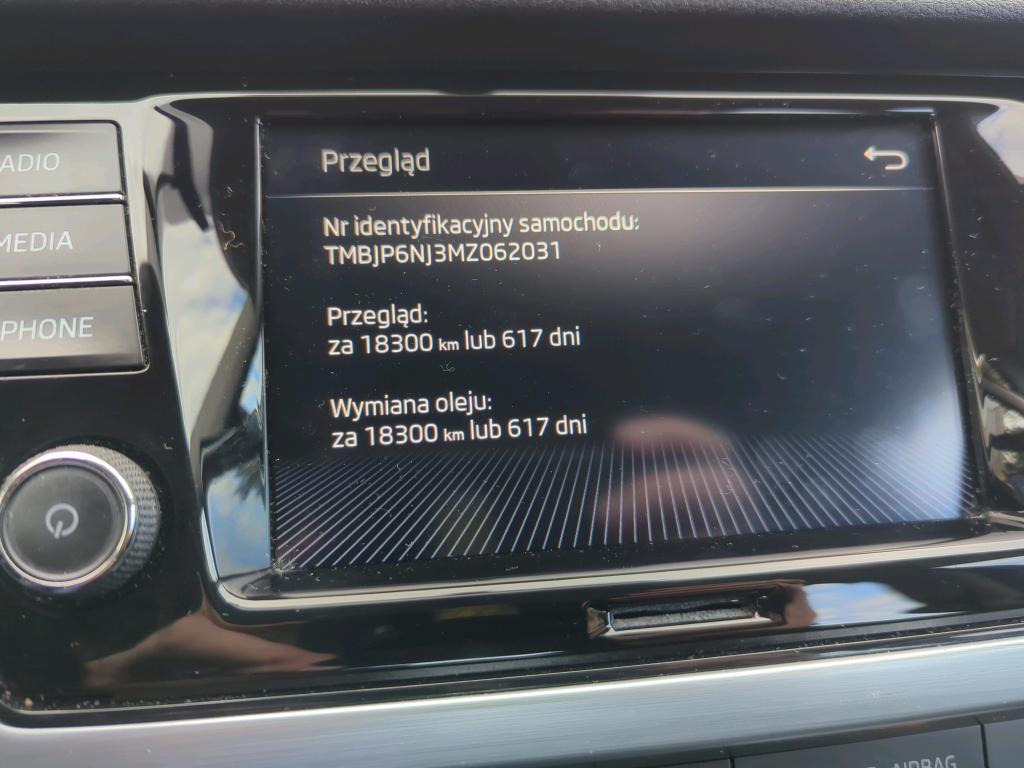 ADIO
MEDIA
PHONE
Przegląd
Nr identyfikacyjny samochodu:
TMBJP6NJ3MZ062031
Przegląd:
za 18300 km lub 617 dni
Wymiana oleju:
za 18300 km lub 617 dni
AIRBAG